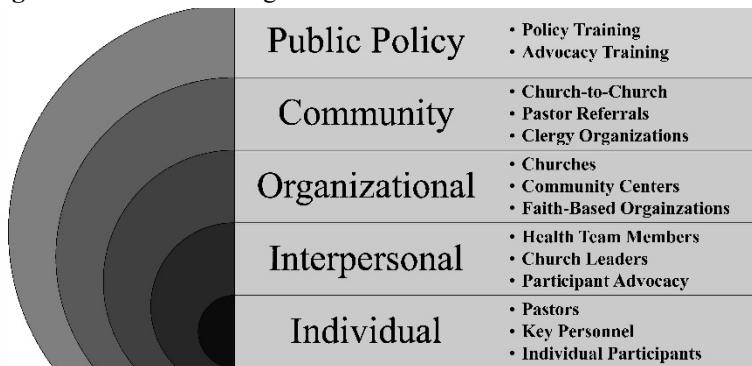 Public Policy
• Policy Training
• Advocacy Training
Community
• Church-to-Church
• Pastor Referrals
• Clergy Organizations
Organizational
• Churches
• Community Centers
• Faith-Based Orgainzations
Interpersonal
• Health Team Members
• Church Leaders
• Participant Advocacy
Individual
• Pastors
• Key Personnel
• Individual Participants